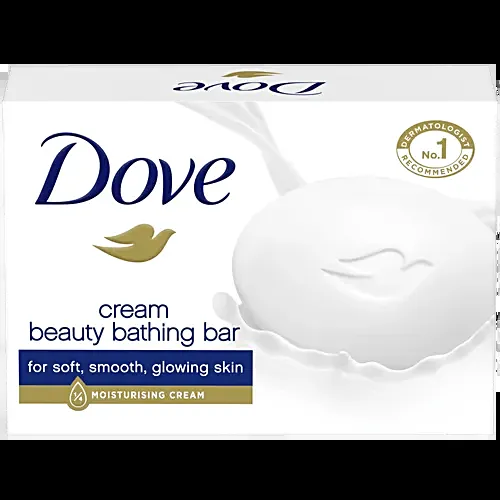 Dove
Dove
cream
beauty bathing bar
for soft, smooth, glowing skin
¼ MOISTURISING CREAM
DERMATOLOGIST
No.1
RECOMMENDED